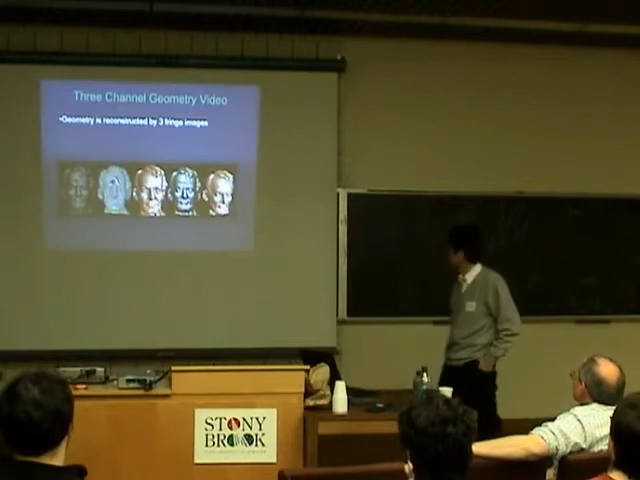 Three Channel Geometry Video
•Geometry is reconstructed by 3 fringe images
STONY
BROOK